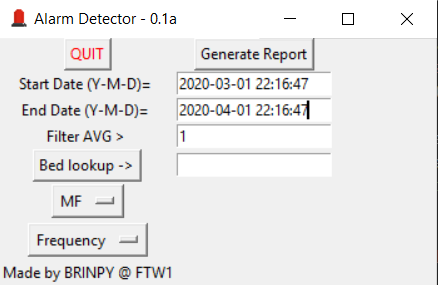 Alarm Detector - 0.1a
QUIT Generate Report
Start Date (Y-M-D)= 2020-03-01 22:16:47
End Date (Y-M-D)= 2020-04-01 22:16:47
Filter AVG > 1
Bed lookup ->
MF
Frequency
Made by BRINPY @ FTW1